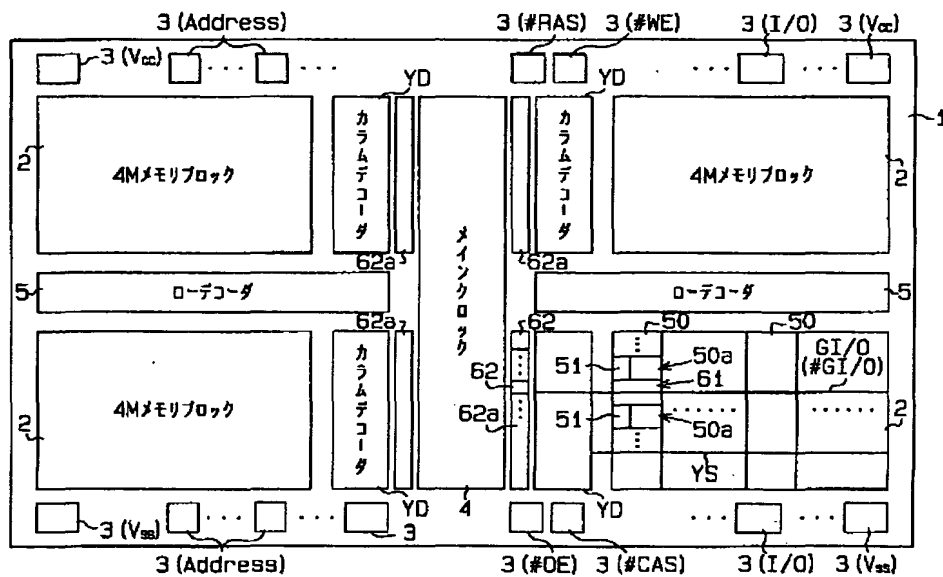 3 (Address)
3 (#RAS)
3 (#WE)
3 (I/O)
3 (Vcc)
3 (Vcc)
YD
YD
1
2
4Mメモリブロック
カラムデコーダ
メインクロック
カラムデコーダ
4Mメモリブロック
2
62a
62a
5
ローデコーダ
ローデコーダ
5
62a
62
50
50
GI/O
(#GI/O)
51
50a
61
62
2
4Mメモリブロック
カラムデコーダ
62a
51
50a
2
YS
YD
4
YD
3 (Vss)
3
3 (Address)
3 (#OE)
3 (#CAS)
3 (I/O)
3 (Vss)